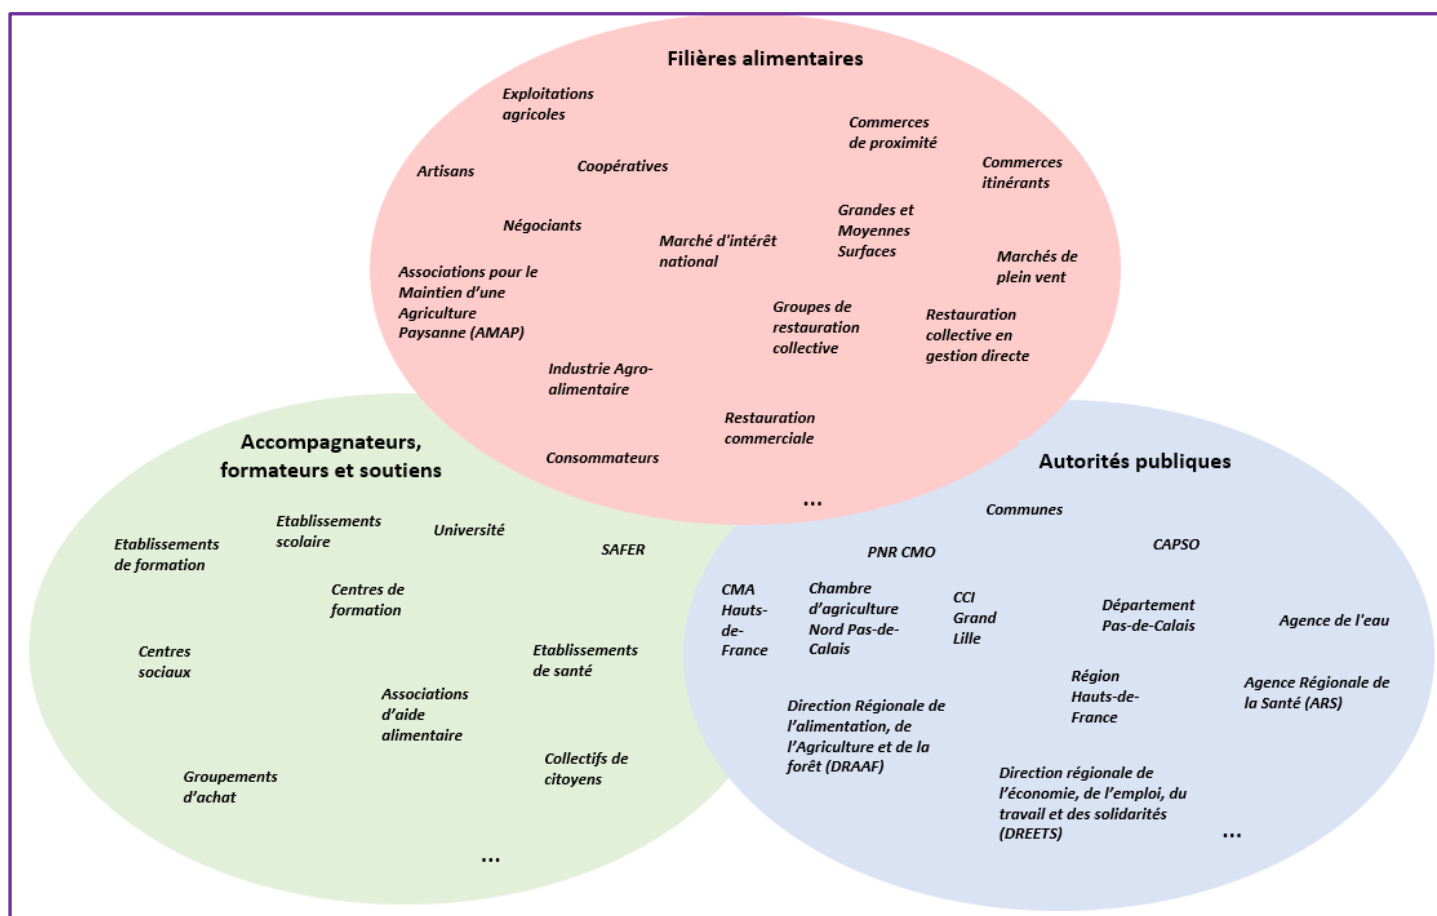 Filières alimentaires
Exploitations
agricoles
Commerces
de proximité
Artisans
Coopératives
Commerces
itinérants
Négociants
Marché d'intérêt
national
Grandes et
Moyennes
Surfaces
Marchés de
plein vent
Associations pour le
Maintien d’une
Agriculture
Paysanne (AMAP)
Groupes de
restauration
collective
Restauration
collective en
gestion directe
Industrie Agro-
alimentaire
Restauration
commerciale
Consommateurs
...
Accompagnateurs,
formateurs et soutiens
Etablissements
de formation
Etablissements
scolaire
Université
SAFER
Centres de
formation
Centres
sociaux
Etablissements
de santé
Associations
d’aide
alimentaire
Groupements
d’achat
Collectifs de
citoyens
...
Autorités publiques
Communes
PNR CMO
CAPSO
CMA
Hauts-
de-
France
Chambre
d’agriculture
Nord Pas-de-
Calais
CCI
Grand
Lille
Département
Pas-de-Calais
Agence de l'eau
Région
Hauts-de-
France
Agence Régionale de
la Santé (ARS)
Direction Régionale de
l’alimentation, de
l’Agriculture et de la
forêt (DRAAF)
Direction régionale de
l’économie, de l’emploi, du
travail et des solidarités
(DREETS)
...